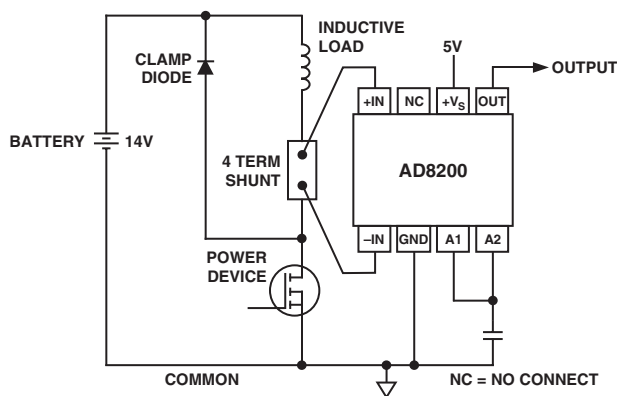 INDUCTIVE
LOAD
5V
OUTPUT
CLAMP
DIODE
+IN
NC
+VS
OUT
BATTERY
14V
4 TERM
SHUNT
AD8200
–IN
GND
A1
A2
POWER
DEVICE
COMMON
NC = NO CONNECT